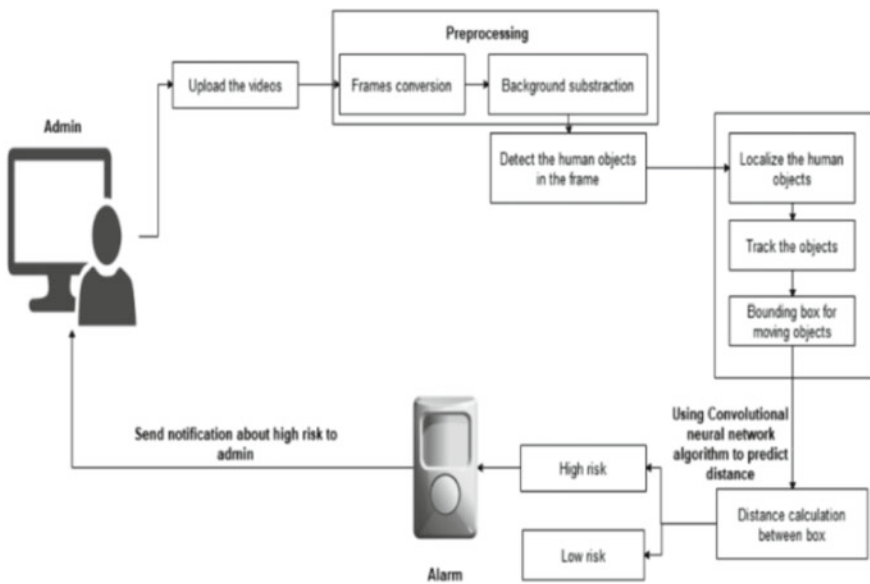 Preprocessing
Upload the videos
Frames conversion
Background substraction
Admin
Detect the human objects
in the frame
Localize the human
objects
Track the objects
Bounding box for
moving objects
Using Convolutional
neural network
algorithm to predict
distance
Send notification about high risk to
admin
High risk
Distance calculation
between box
Low risk
Alarm